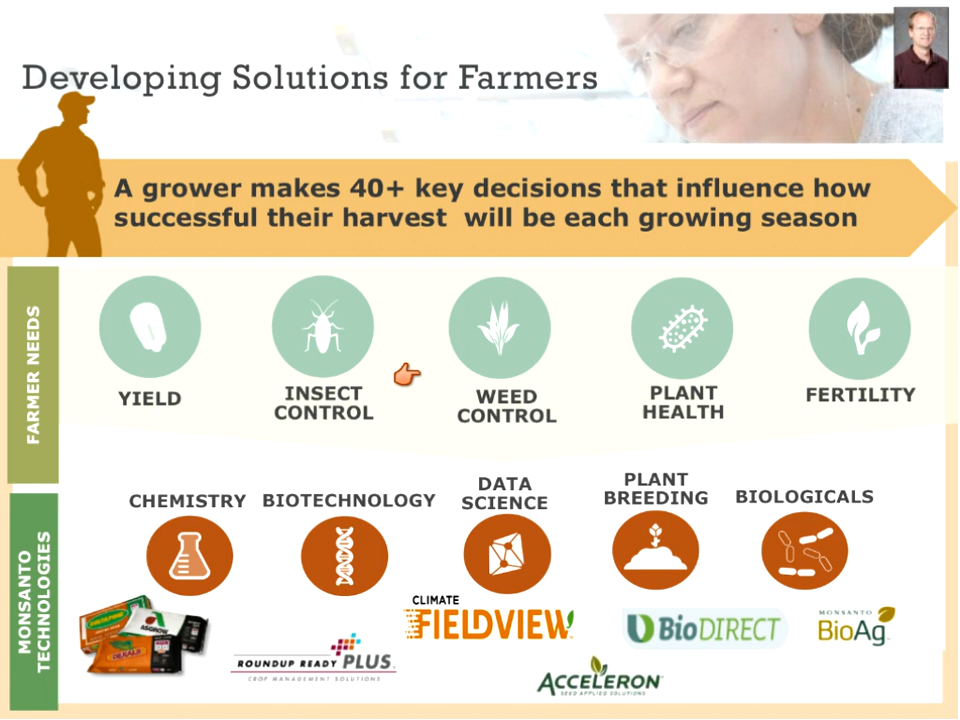 Developing Solutions for Farmers
A grower makes 40+ key decisions that influence how
successful their harvest will be each growing season
FARMER NEEDS
YIELD
INSECT
CONTROL
WEED
CONTROL
PLANT
HEALTH
FERTILITY
MONSANTO
TECHNOLOGIES
CHEMISTRY
BIOTECHNOLOGY
DATA
SCIENCE
PLANT
BREEDING
BIOLOGICALS
DELTAPINE
ASGROW
DEKALB
ROUNDUP READY PLUS
CROP MANAGEMENT SOLUTIONS
CLIMATE
FIELDVIEW
BioDIRECT
MONSANTO
BioAg
ACCELERON
SEED APPLIED SOLUTIONS